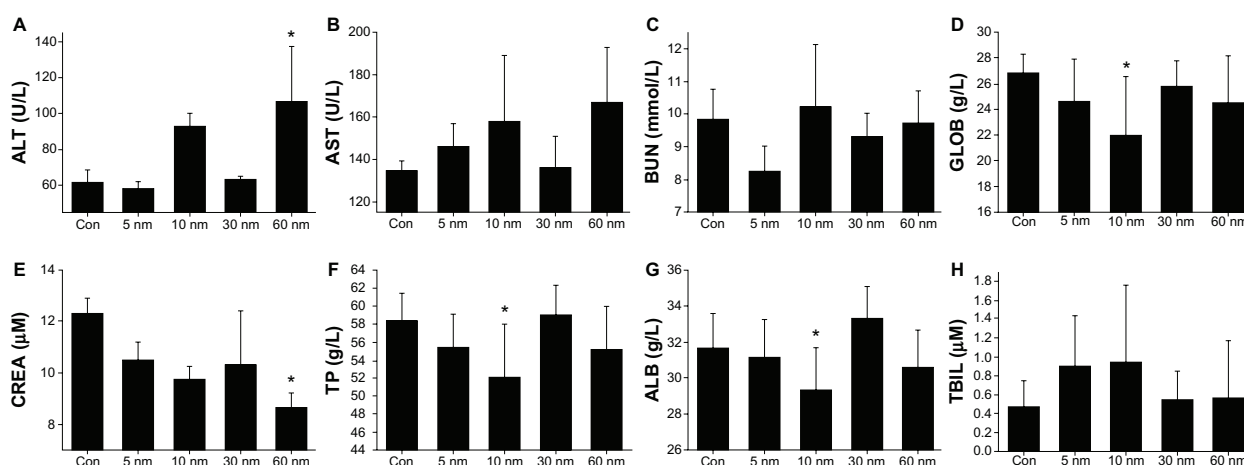 A
ALT (U/L)
140
120
100
80
60
*
Con 5 nm 10 nm 30 nm 60 nm
B
AST (U/L)
200
180
160
140
120
Con 5 nm 10 nm 30 nm 60 nm
C
BUN (mmol/L)
12
11
10
9
8
7
Con 5 nm 10 nm 30 nm 60 nm
D
GLOB (g/L)
30
28
26
24
22
20
18
16
*
Con 5 nm 10 nm 30 nm 60 nm
E
CREA (μM)
14
12
10
8
*
Con 5 nm 10 nm 30 nm 60 nm
F
TP (g/L)
64
62
60
58
56
54
52
50
48
46
44
*
Con 5 nm 10 nm 30 nm 60 nm
G
ALB (g/L)
36
34
32
30
28
26
*
Con 5 nm 10 nm 30 nm 60 nm
H
TBIL (μM)
1.8
1.6
1.4
1.2
1.0
0.8
0.6
0.4
0.2
0.0
Con 5 nm 10 nm 30 nm 60 nm